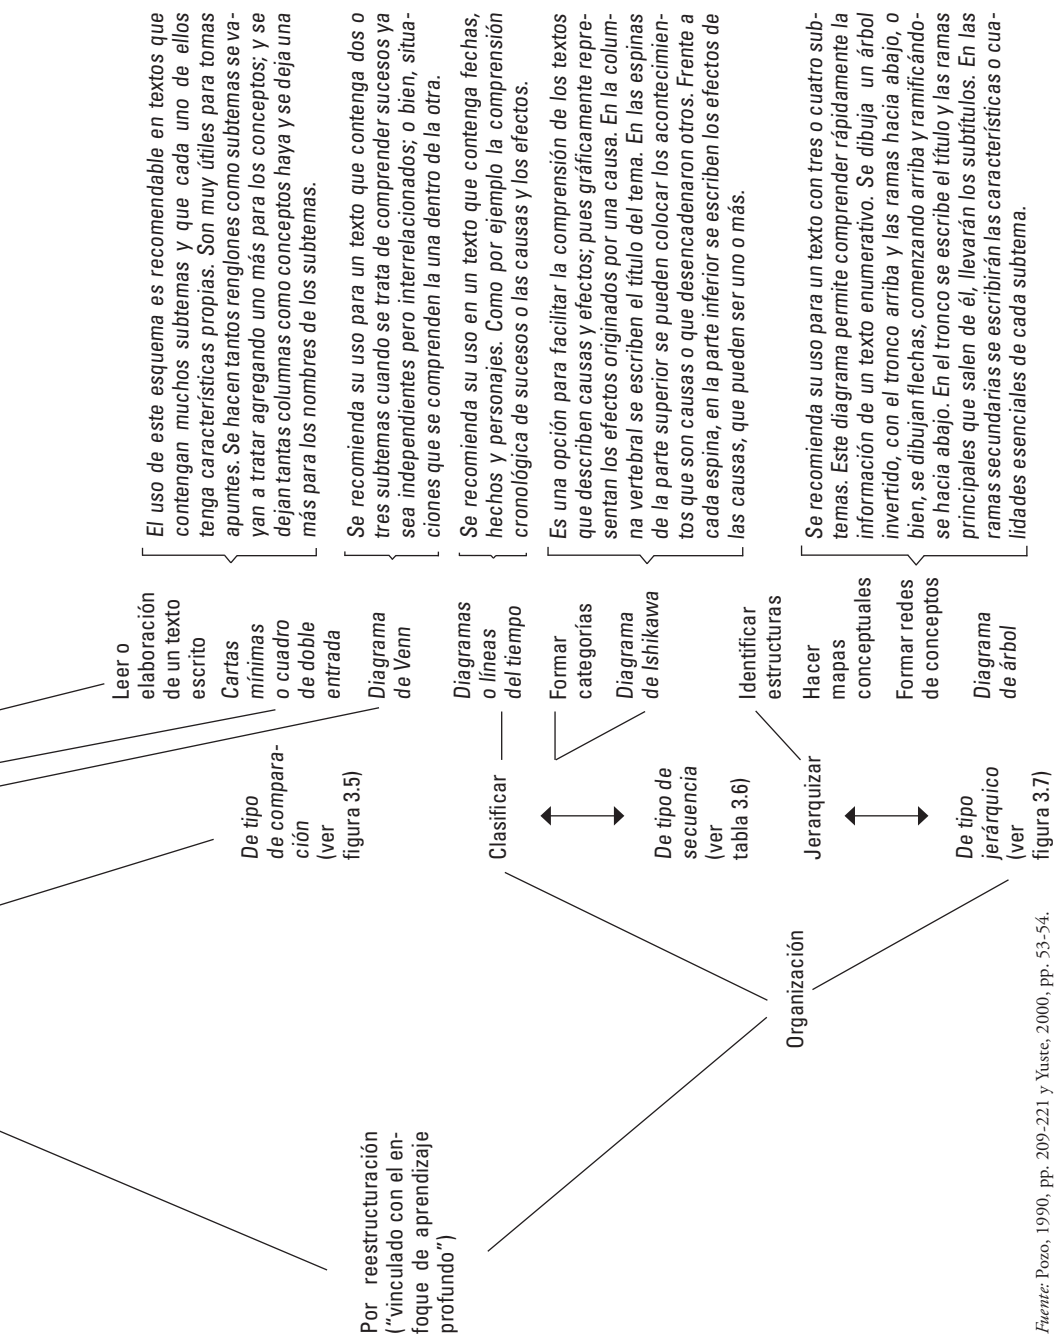 Por reestructuración
("vinculado con el en-
foque de aprendizaje
profundo")
Organización
De tipo
de compara-
ción
(ver
figura 3.5)
Clasificar
De tipo de
secuencia
(ver
tabla 3.6)
Jerarquizar
De tipo
jerárquico
(ver
figura 3.7)
Leer o
elaboración
de un texto
escrito
Cartas
mínimas
o cuadro
de doble
entrada
Diagrama
de Venn
Diagramas
o líneas
del tiempo
Formar
categorías
Diagrama
de Ishikawa
Identificar
estructuras
Hacer
mapas
conceptuales
Formar redes
de conceptos
Diagrama
de árbol
El uso de este esquema es recomendable en textos que
contengan muchos subtemas y que cada uno de ellos
tenga características propias. Son muy útiles para tomas
apuntes. Se hacen tantos renglones como subtemas se va-
yan a tratar agregando uno más para los conceptos; y se
dejan tantas columnas como conceptos haya y se deja una
más para los nombres de los subtemas.
Se recomienda su uso para un texto que contenga dos o
tres subtemas cuando se trata de comprender sucesos ya
sea independientes pero interrelacionados; o bien, situa-
ciones que se comprenden la una dentro de la otra.
Se recomienda su uso en un texto que contenga fechas,
hechos y personajes. Como por ejemplo la comprensión
cronológica de sucesos o las causas y los efectos.
Es una opción para facilitar la comprensión de los textos
que describen causas y efectos; pues gráficamente repre-
sentan los efectos originados por una causa. En la colum-
na vertebral se escriben el título del tema. En las espinas
de la parte superior se pueden colocar los acontecimien-
tos que son causas o que desencadenaron otros. Frente a
cada espina, en la parte inferior se escriben los efectos de
las causas, que pueden ser uno o más.
Se recomienda su uso para un texto con tres o cuatro sub-
temas. Este diagrama permite comprender rápidamente la
información de un texto enumerativo. Se dibuja un árbol
invertido, con el tronco arriba y las ramas hacia abajo, o
bien, se dibujan flechas, comenzando arriba y ramificándo-
se hacia abajo. En el tronco se escribe el título y las ramas
principales que salen de él, llevarán los subtítulos. En las
ramas secundarias se escribirán las características o cua-
lidades esenciales de cada subtema.
Fuente: Pozo, 1990, pp. 209-221 y Yuste, 2000, pp. 53-54.